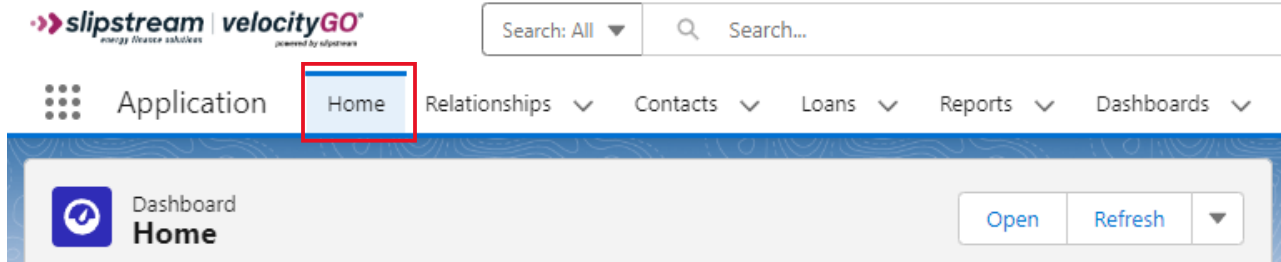 slipstream | velocityGO®
energy finance solutions powered by slipstream
Search: All Search...
Application Home Relationships Contacts Loans Reports Dashboards
Dashboard
Home
Open Refresh